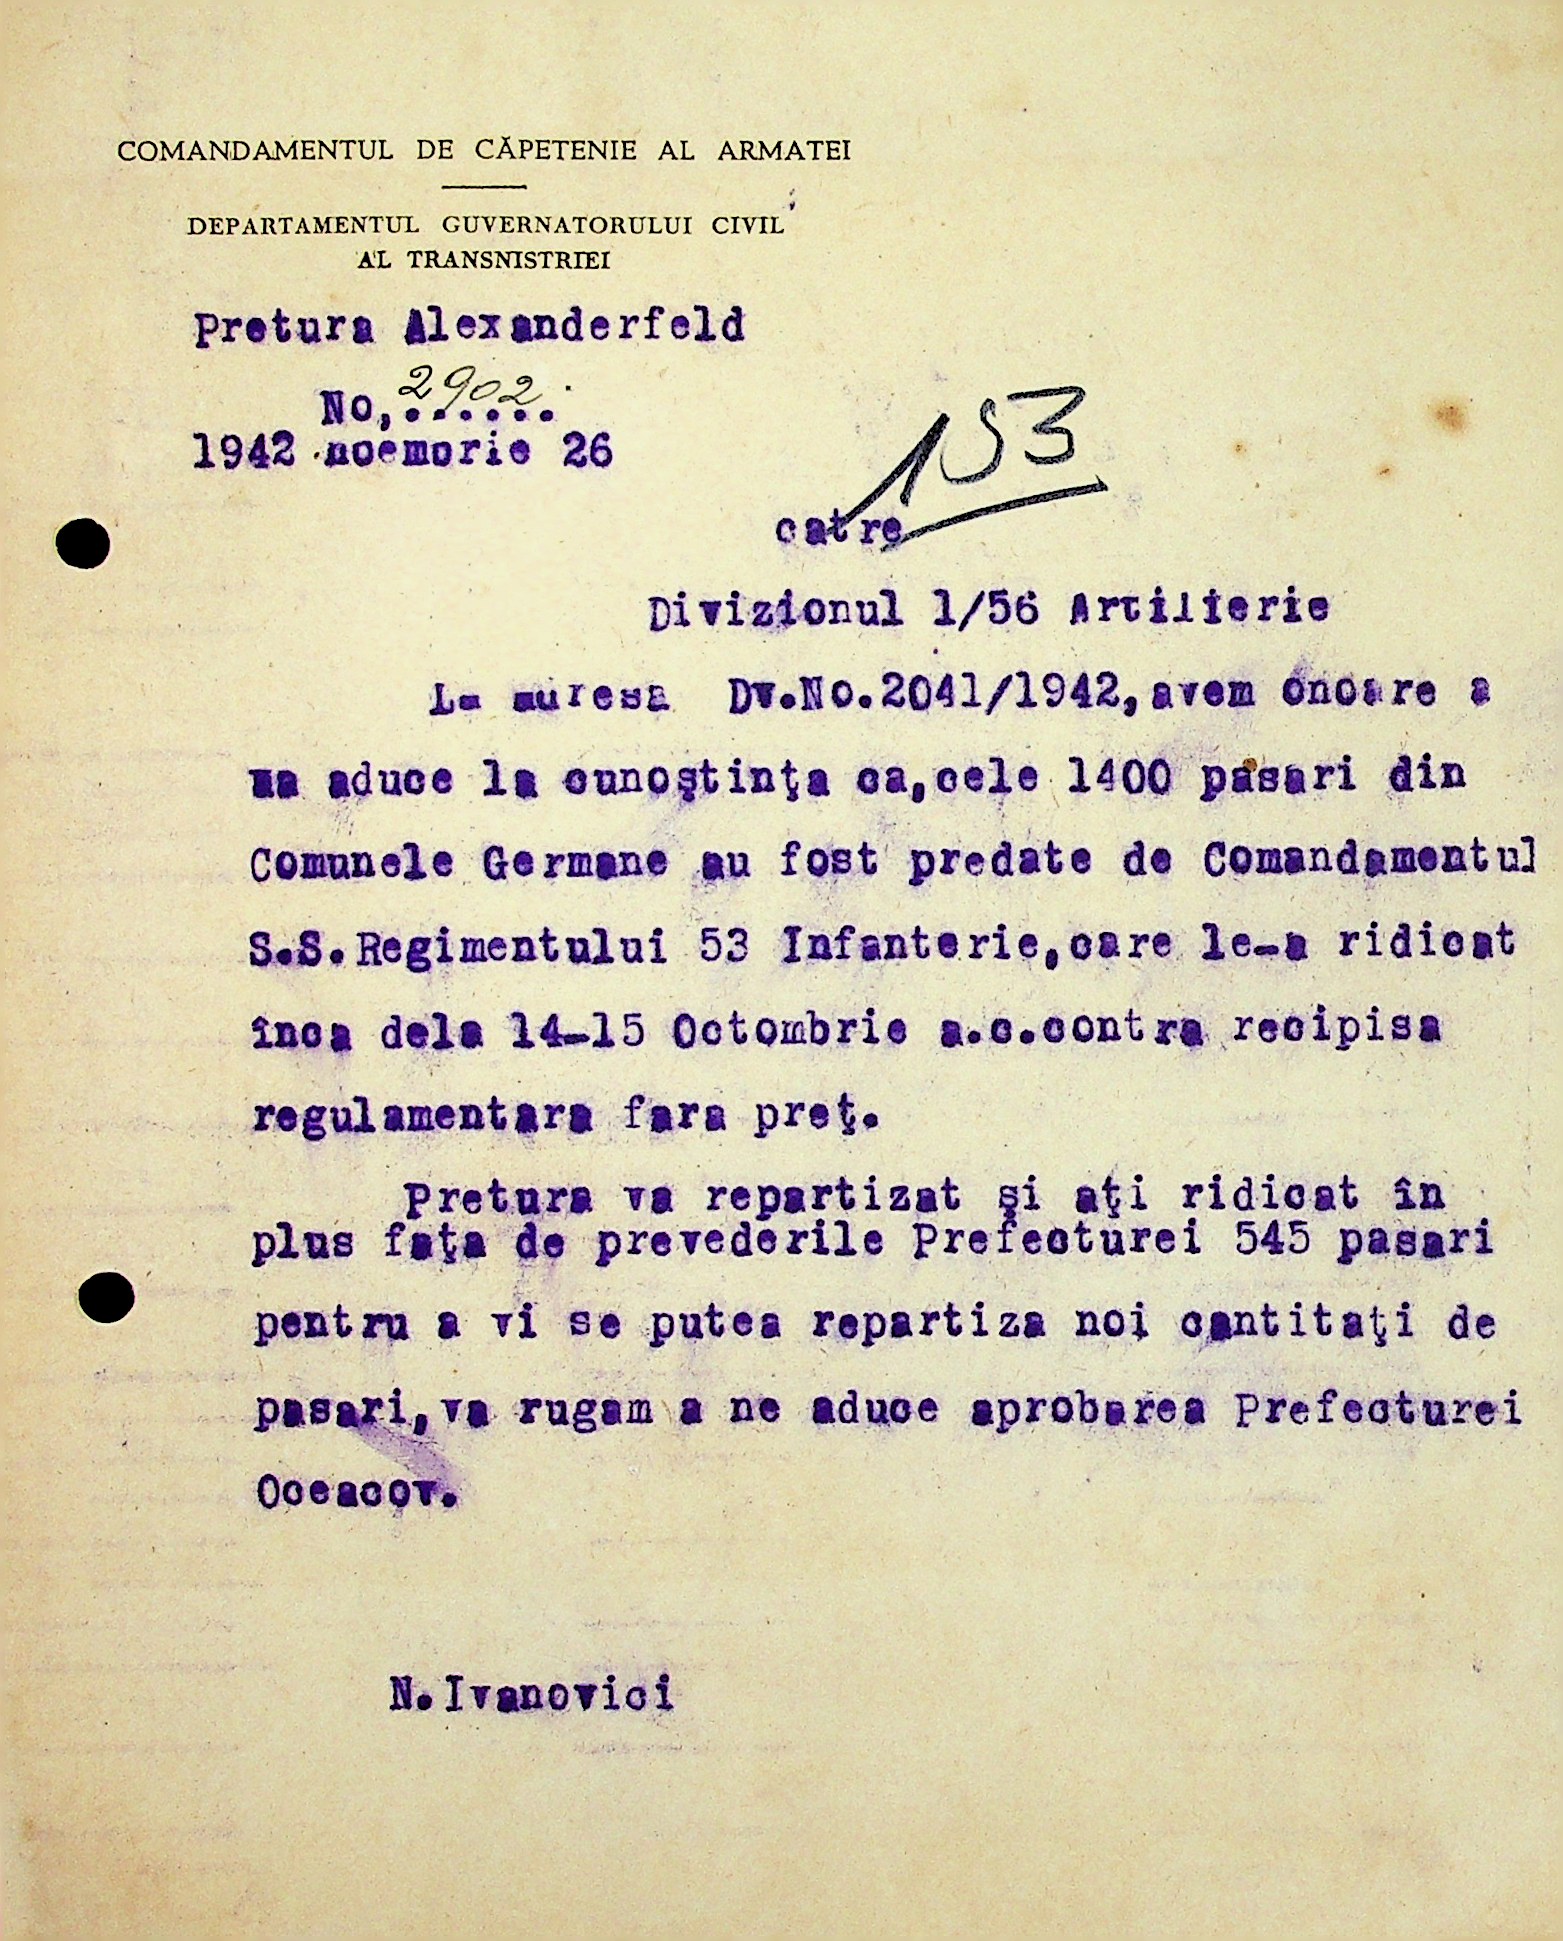 COMANDAMENTUL DE CĂPETENIE AL ARMATEI
DEPARTAMENTUL GUVERNATORULUI CIVIL
AL TRANSNISTRIEI
Pretura Alexanderfeld
No,...... 2902
1942 noemorie 26
153
catre
Divizionul 1/56 Artilierie
La auresa Dv.No.2041/1942,avem onoare a
va aduce la cunoştinţa ca,cele 1400 pasari din
Comunele Germane au fost predate de Comandamentul
S.S.Regimentului 53 Infanterie,care le-a ridicat
înca dela 14-15 Octombrie a.c.contra recipisa
regulamentara fara preţ.
Pretura va repartizat şi aţi ridicat în
plus faţa de prevederile Prefecturei 545 pasari
pentru a vi se putea repartiza noi cantitaţi de
pasari,va rugam a ne aduce aprobarea Prefecturei
Oceacov.
N.Ivanovici